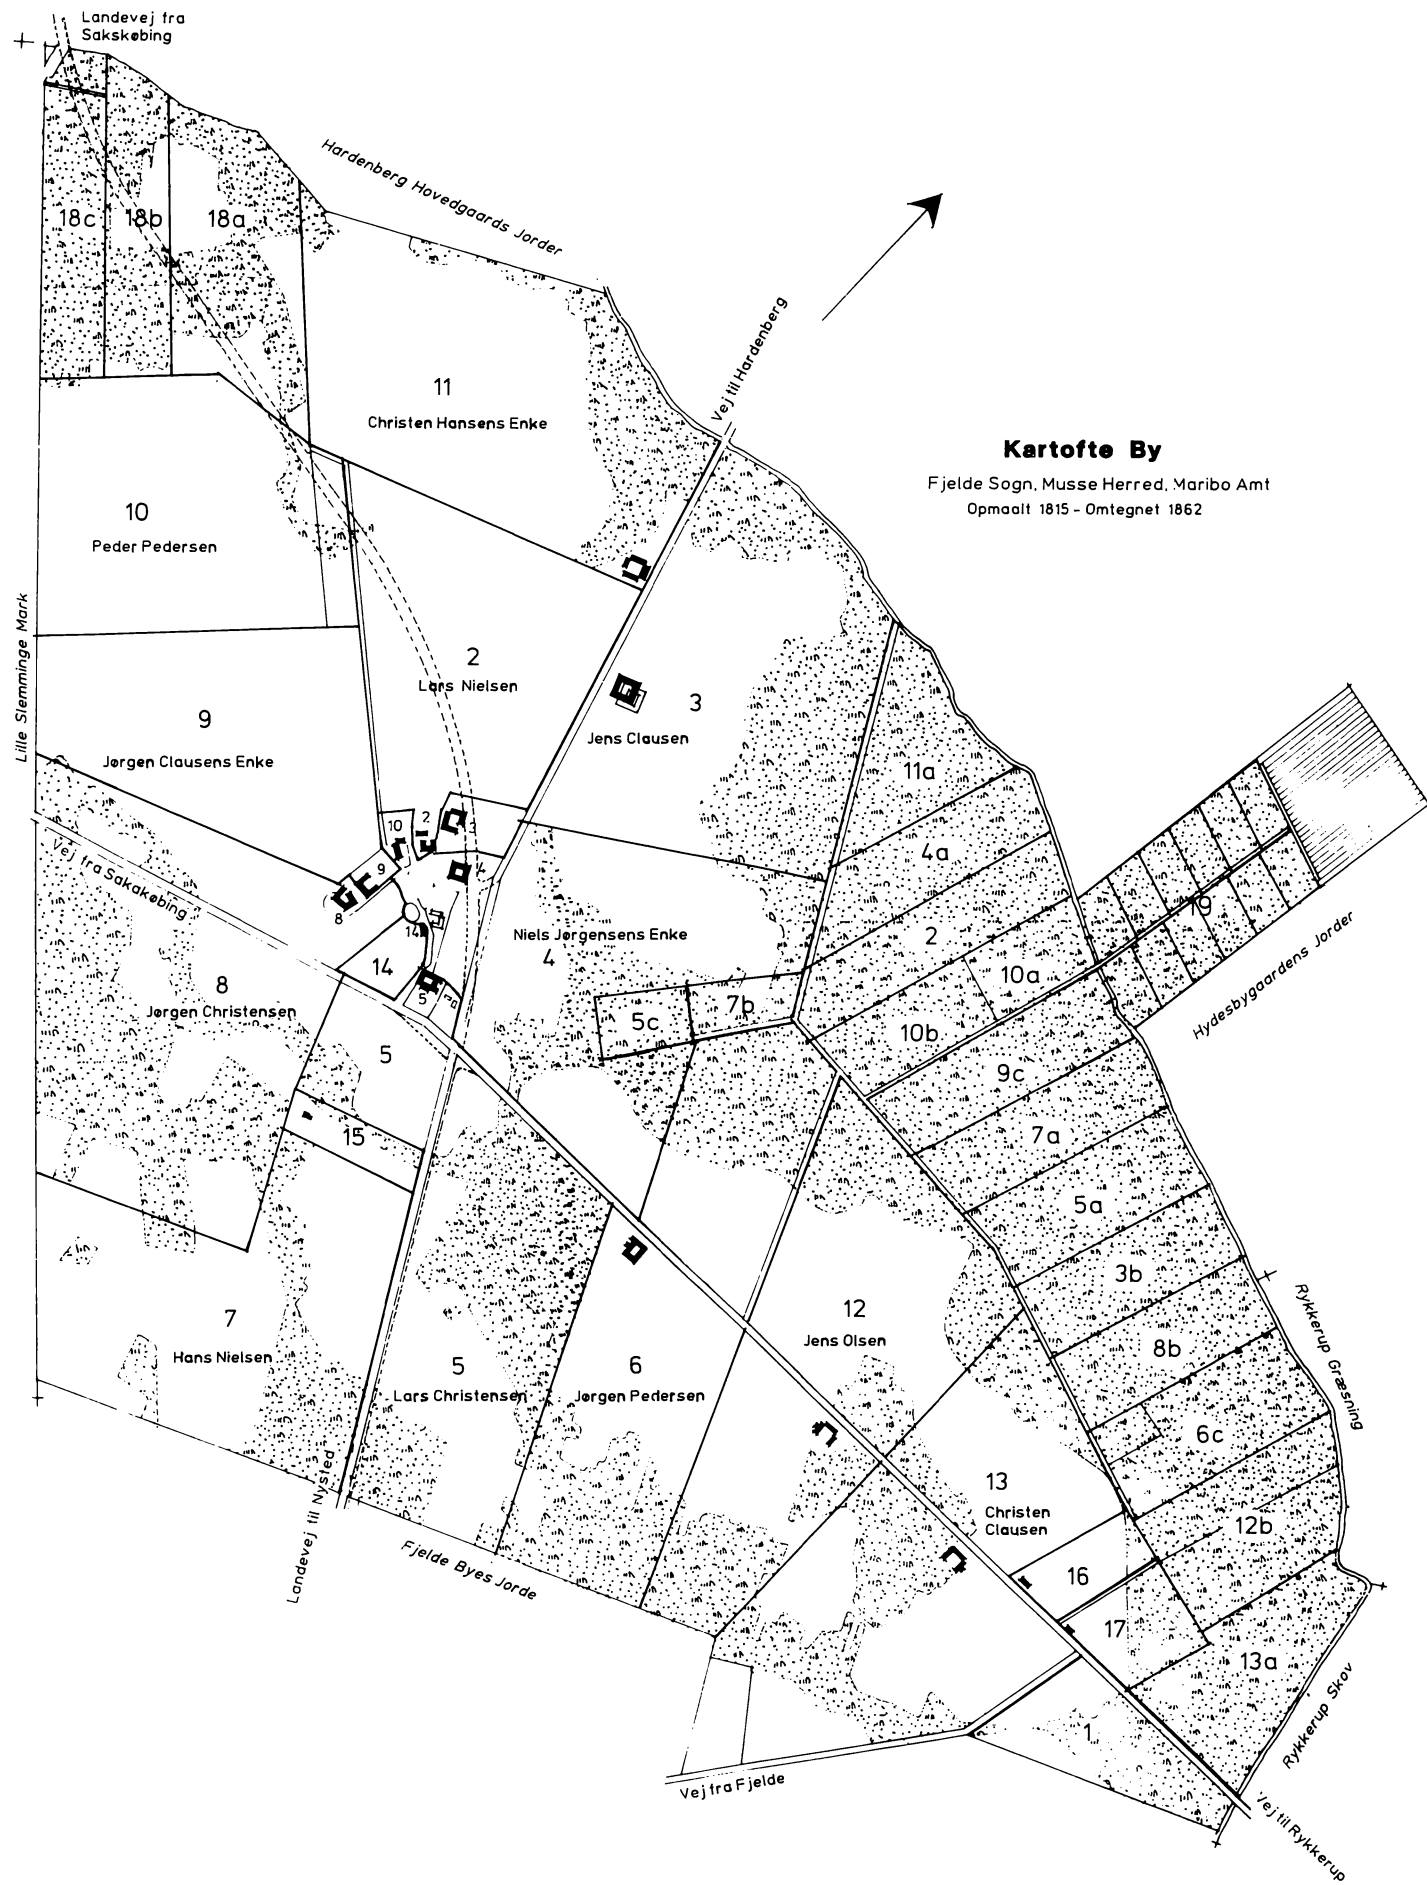 Landevej fra
Sakskøbing
Hardenberg Hovedgaards Jorder
18c
18b
18a
Vej til Hardenberg
11
Christen Hansens Enke
Kartofte By
Fjelde Sogn, Musse Herred, Maribo Amt
Opmaalt 1815 - Omtegnet 1862
10
Peder Pedersen
Lille Slemminge Mark
2
Lars Nielsen
3
Jens Clausen
9
Jørgen Clausens Enke
11a
4a
2
10a
10b
19
Hydesbygaardens Jorder
10
2
3
9
8
4
14
14
5
Vej fra Sakakøbing
Niels Jørgensens Enke
4
8
Jørgen Christensen
5
5c
7b
9c
7a
5a
3b
15
8b
6c
Rykkerup Græsning
7
Hans Nielsen
5
Lars Christensen
6
Jørgen Pedersen
12
Jens Olsen
13
Christen
Clausen
12b
16
17
13a
1
Landevej til Nysted
Fjelde Byes Jorde
Vej fra Fjelde
Rykkerup Skov
Vej til Rykkerup